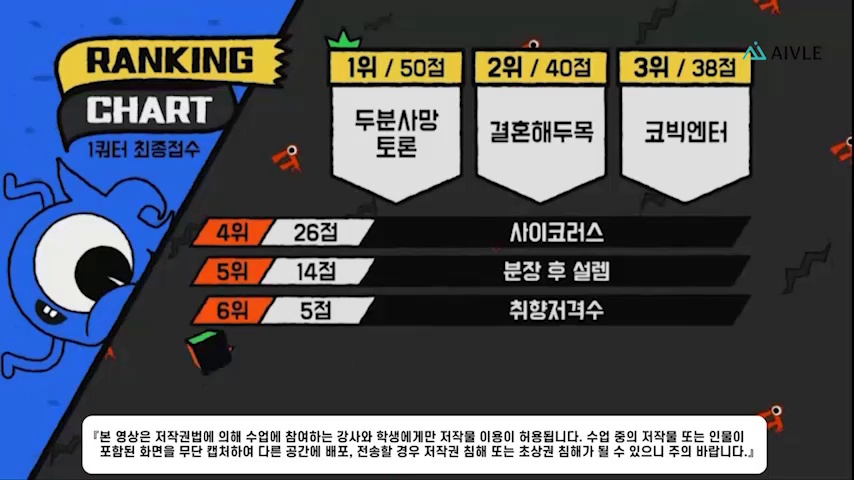 RANKING
CHART
1쿼터 최종점수
AIVLE
1위 / 50점
두분사망
토론
2위 / 40점
결혼해두목
3위 / 38점
코빅엔터
4위 26점 사이코러스
5위 14점 분장 후 설렘
6위 5점 취향저격수
『본 영상은 저작권법에 의해 수업에 참여하는 강사와 학생에게만 저작물 이용이 허용됩니다. 수업 중의 저작물 또는 인물이
포함된 화면을 무단 캡처하여 다른 공간에 배포, 전송할 경우 저작권 침해 또는 초상권 침해가 될 수 있으니 주의 바랍니다.』